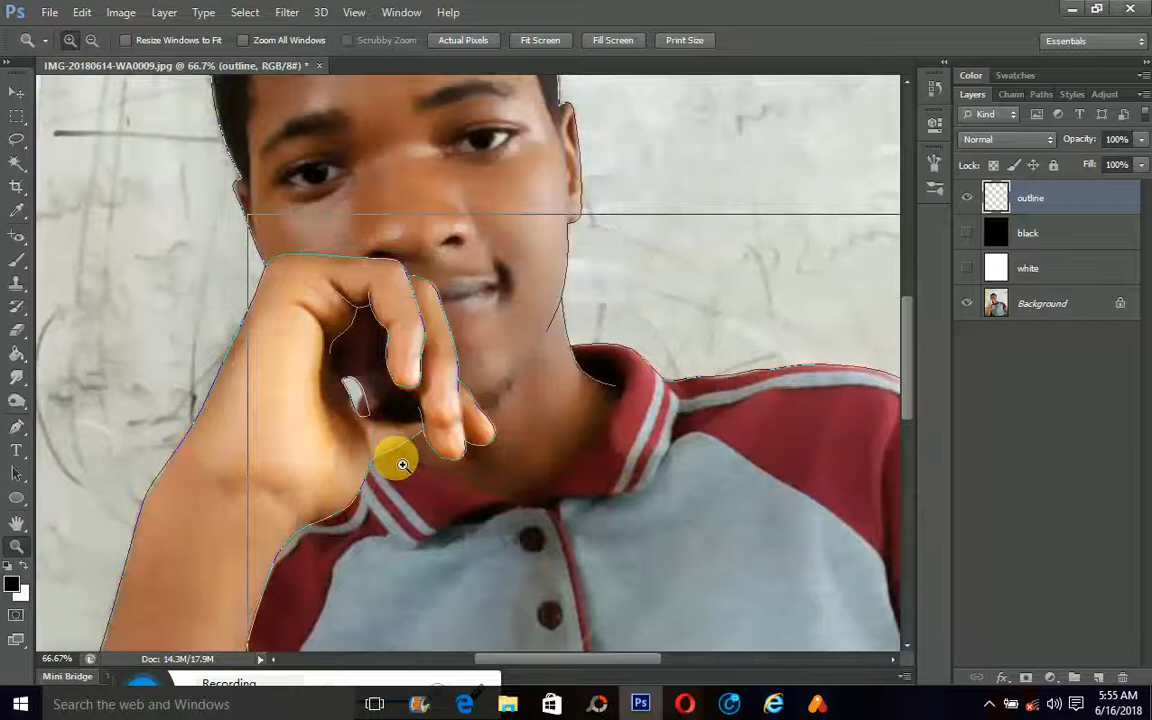 Ps File Edit Image Layer Type Select Filter 3D View Window Help
Resize Windows to Fit Zoom All Windows Scrubby Zoom Actual Pixels Fit Screen Fill Screen Print Size Essentials
IMG-20180614-WA0009.jpg @ 66.7% (outline, RGB/8#) * ×
Color Swatches
Layers Chann Paths Styles Adjust
Kind
Normal Opacity: 100%
Lock: Fill: 100%
outline
black
white
Background
66.67% Doc: 14.3M/17.9M
Mini Bridge
Recording
Search the web and Windows
5:55 AM
6/16/2018